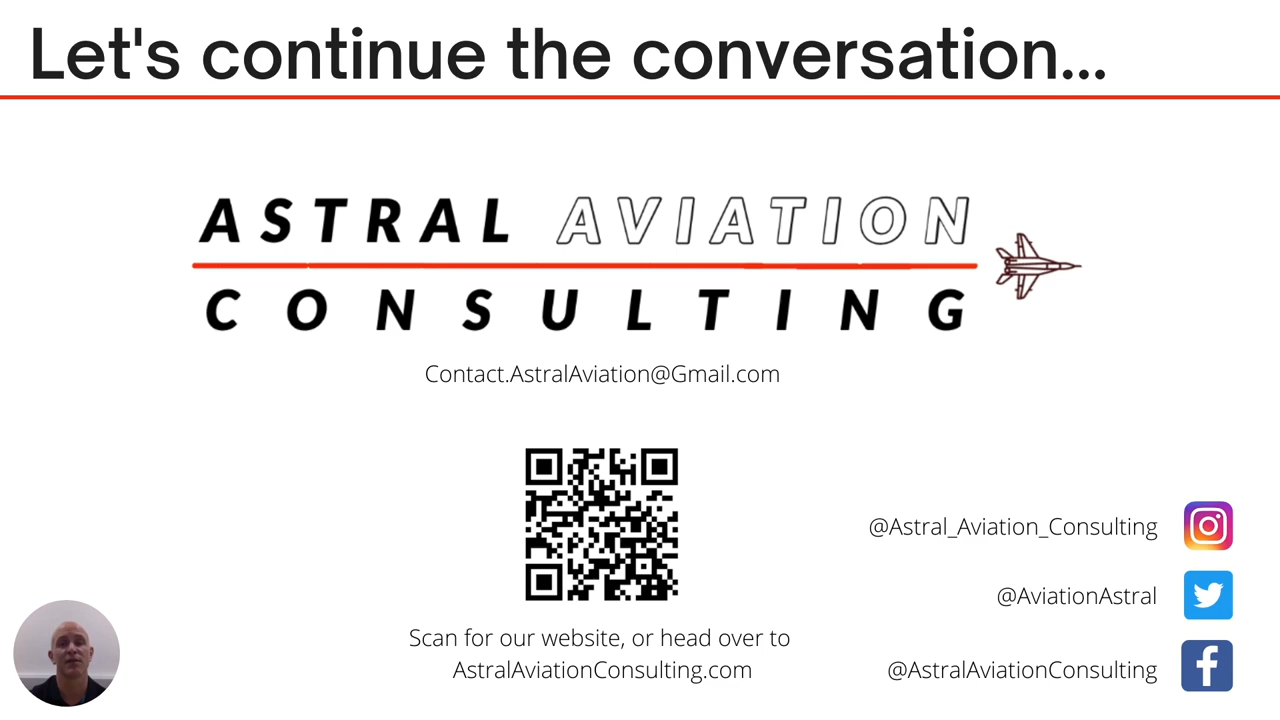 Let's continue the conversation...
ASTRAL AVIATION
CONSULTING
Contact.AstralAviation@Gmail.com
@Astral_Aviation_Consulting
@AviationAstral
Scan for our website, or head over to
AstralAviationConsulting.com
@AstralAviationConsulting